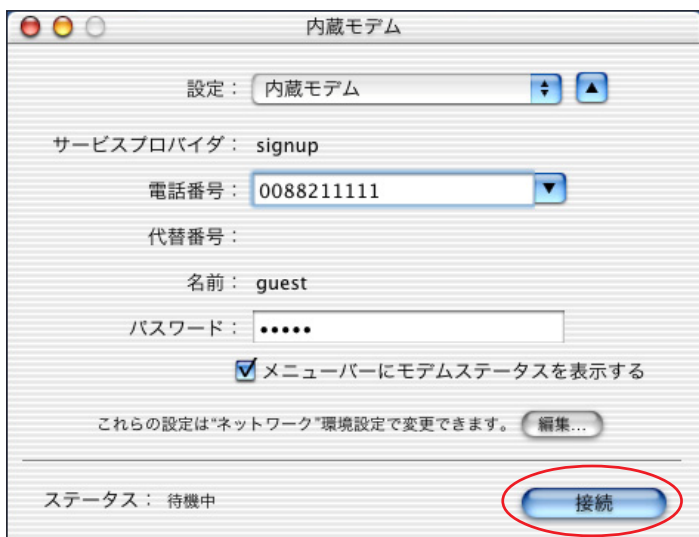 内蔵モデム
設定： 内蔵モデム
サービスプロバイダ： signup
電話番号： 0088211111
代替番号：
名前： guest
パスワード： •••••
メニューバーにモデムステータスを表示する
これらの設定は“ネットワーク”環境設定で変更できます。 編集...
ステータス： 待機中 接続